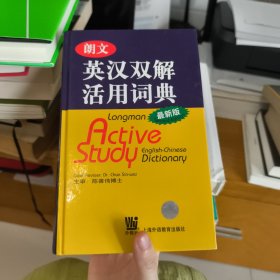 朗文
英汉双解
活用词典
最新版
Longman
Active
Study
English-Chinese
Dictionary
上海外语教育出版社